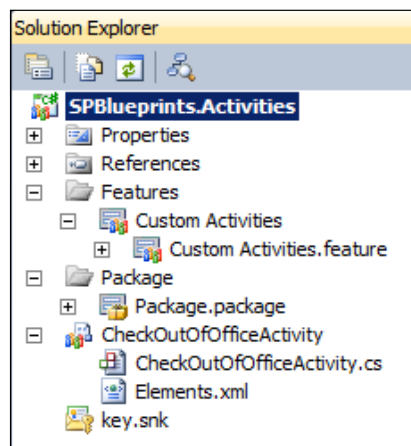 Solution Explorer
SPBlueprints.Activities
Properties
References
Features
Custom Activities
Custom Activities.feature
Package
Package.package
CheckOutOfOfficeActivity
CheckOutOfOfficeActivity.cs
Elements.xml
key.snk